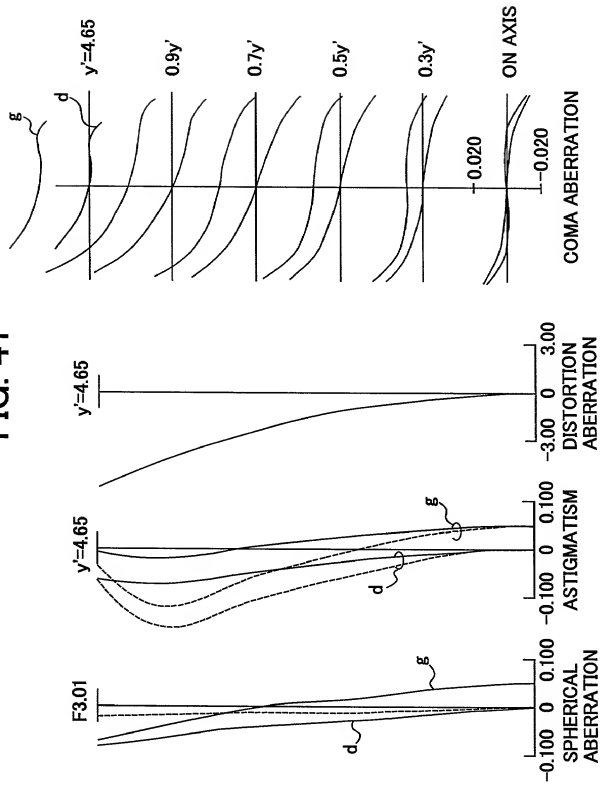 FIG.
F3.01
g
d
-0.100 0 0.100
SPHERICAL
ABERRATION
y'=4.65
g
d
-0.100 0 0.100
ASTIGMATISM
y'=4.65
-3.00 0 3.00
DISTORTION
ABERRATION
g
d
y'=4.65
0.9y'
0.7y'
0.5y'
0.3y'
0.020
ON AXIS
-0.020
COMA ABERRATION